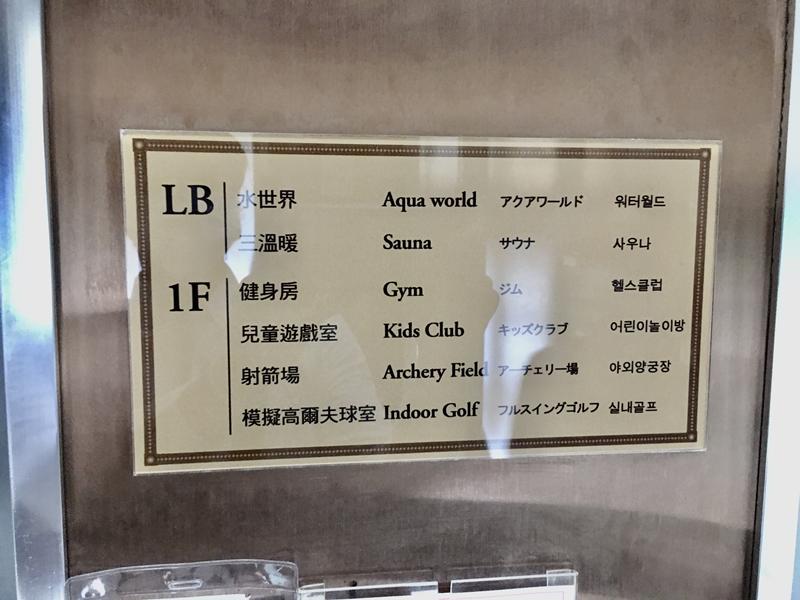 LB 水世界 Aqua world アクアワールド 워터월드
三溫暖 Sauna サウナ 사우나
1F 健身房 Gym ジム 헬스클럽
兒童遊戲室 Kids Club キッズクラブ 어린이놀이방
射箭場 Archery Field アーチェリー場 야외양궁장
模擬高爾夫球室 Indoor Golf フルスイングゴルフ 실내골프